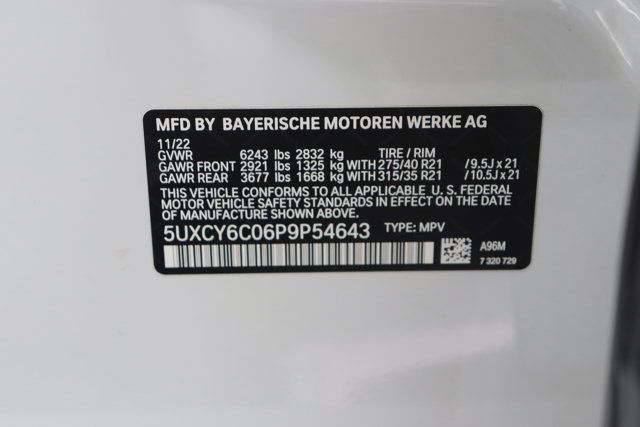 MFD BY BAYERISCHE MOTOREN WERKE AG
11/22
GVWR 6243 lbs 2832 kg TIRE / RIM
GAWR FRONT 2921 lbs 1325 kg WITH 275/40 R21 /9.5J x 21
GAWR REAR 3677 lbs 1668 kg WITH 315/35 R21 /10.5J x 21
THIS VEHICLE CONFORMS TO ALL APPLICABLE U. S. FEDERAL
MOTOR VEHICLE SAFETY STANDARDS IN EFFECT ON THE DATE
OF MANUFACTURE SHOWN ABOVE.
5UXCY6C06P9P54643 TYPE: MPV
A96M
7 320 729